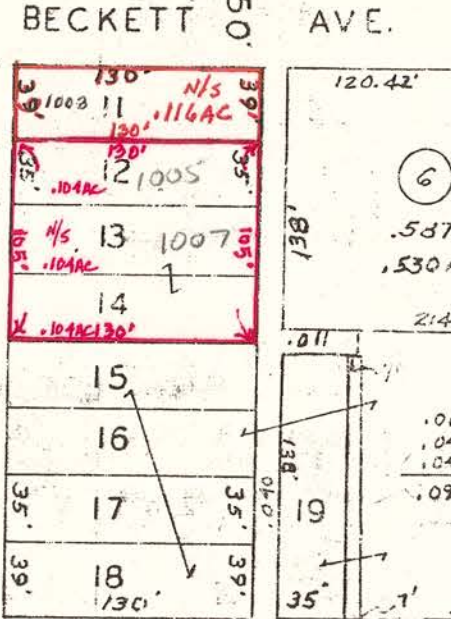 BECKETT 50' AVE.
130'
39' 1003 11 N/S 39'
.116AC
130'
130'
35' 12 1005 35'
.104AC
105' N/S 13 1007 105'
.104AC
14
.104AC 130'
15
16
35' 17 35'
39' 18 39'
130'
040'
120.42'
6
138'
.587
.530
214
.011
138'
19
35' 7'
.09